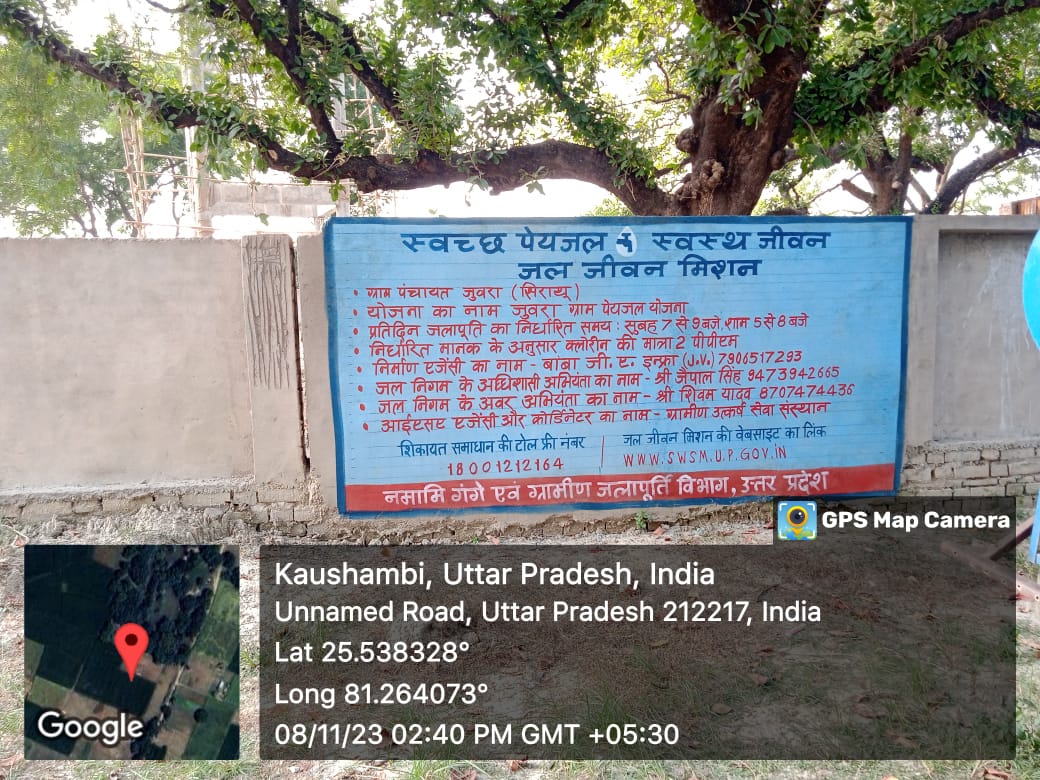 स्वच्छ पेयजल से स्वस्थ जीवन
जल जीवन मिशन
• ग्राम पंचायत जुवरा (सिराथू)
• योजना का नाम जुवरा ग्राम पेयजल योजना
• प्रतिदिन जलापूर्ति का निर्धारित समय : सुबह 7 से 9 बजे, शाम 5 से 8 बजे
• निर्धारित मानक के अनुसार क्लोरीन की मात्रा 2 पीपीएम
• निर्माण एजेंसी का नाम - बाबा जी. ए. इन्फ्रा (J.V.) 7906517293
• जल निगम के अधिशासी अभियंता का नाम - श्री जैपाल सिंह 9473942665
• जल निगम के अवर अभियंता का नाम - श्री शिवम यादव 8707474436
• आईएसए एजेंसी और कोर्डिनेटर का नाम - ग्रामीण उत्कर्ष सेवा संस्थान
शिकायत समाधान की टोल फ्री नंबर
18001212164
जल जीवन मिशन की वेबसाइट का लिंक
WWW.SWSM.UP.GOV.IN
नमामि गंगे एवं ग्रामीण जलापूर्ति विभाग, उत्तर प्रदेश
GPS Map Camera
Kaushambi, Uttar Pradesh, India
Unnamed Road, Uttar Pradesh 212217, India
Lat 25.538328°
Long 81.264073°
08/11/23 02:40 PM GMT +05:30
Google